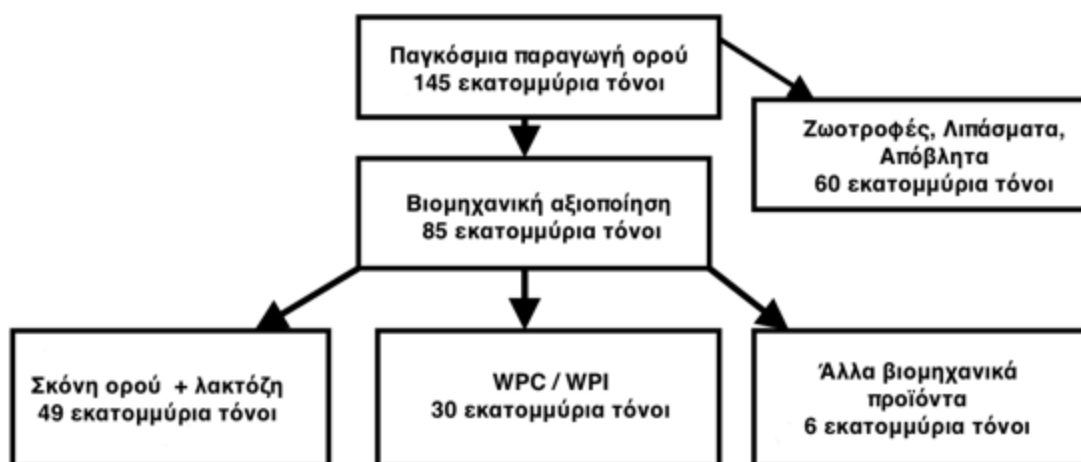 Παγκόσμια παραγωγή ορού
145 εκατομμύρια τόνοι
Ζωοτροφές, Λιπάσματα,
Απόβλητα
60 εκατομμύρια τόνοι
Βιομηχανική αξιοποίηση
85 εκατομμύρια τόνοι
Σκόνη ορού + λακτόζη
49 εκατομμύρια τόνοι
WPC / WPI
30 εκατομμύρια τόνοι
Άλλα βιομηχανικά
προϊόντα
6 εκατομμύρια τόνοι